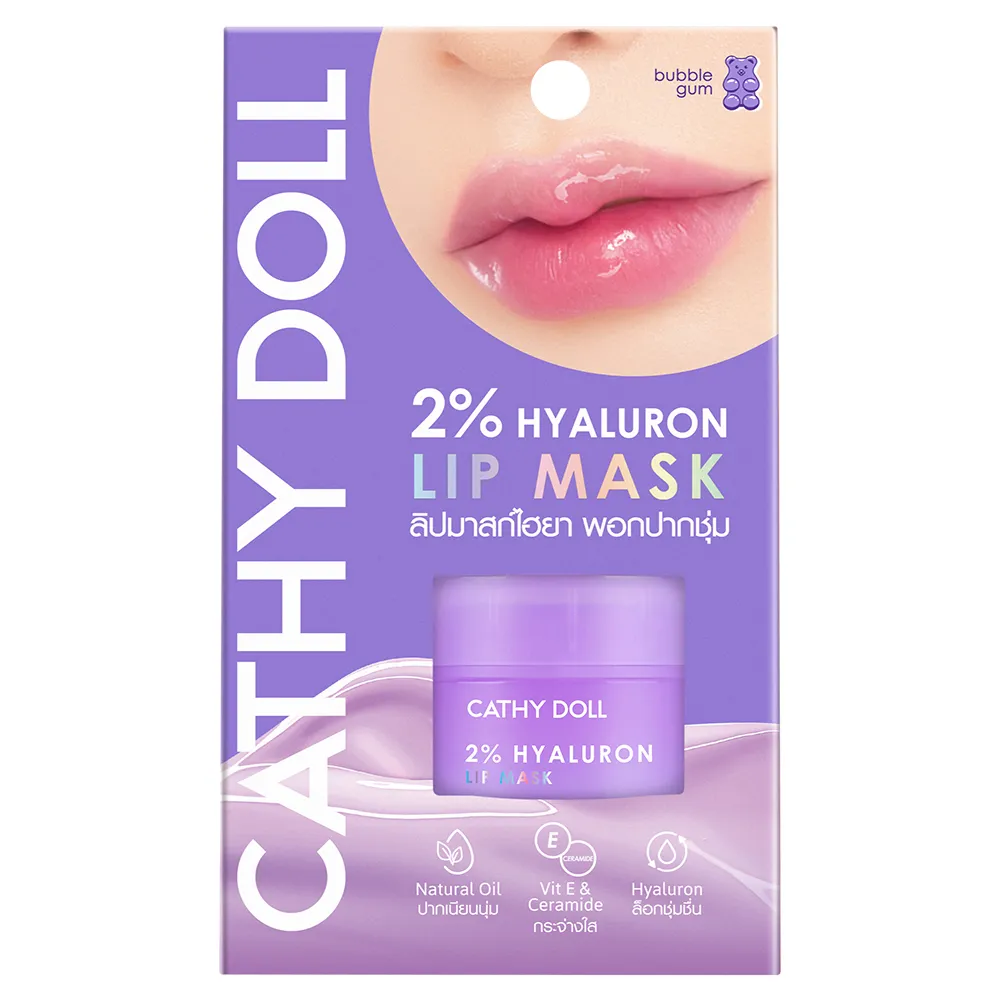 CATHY DOLL
bubble
gum
2% HYALURON
LIP MASK
ลิปมาสก์ไฮยา พอกปากชุ่ม
CATHY DOLL
2% HYALURON
LIP MASK
Natural Oil
ปากเนียนนุ่ม
E
CERAMIDE
Vit E &
Ceramide
กระจ่างใส
Hyaluron
ล็อกชุ่มชื่น